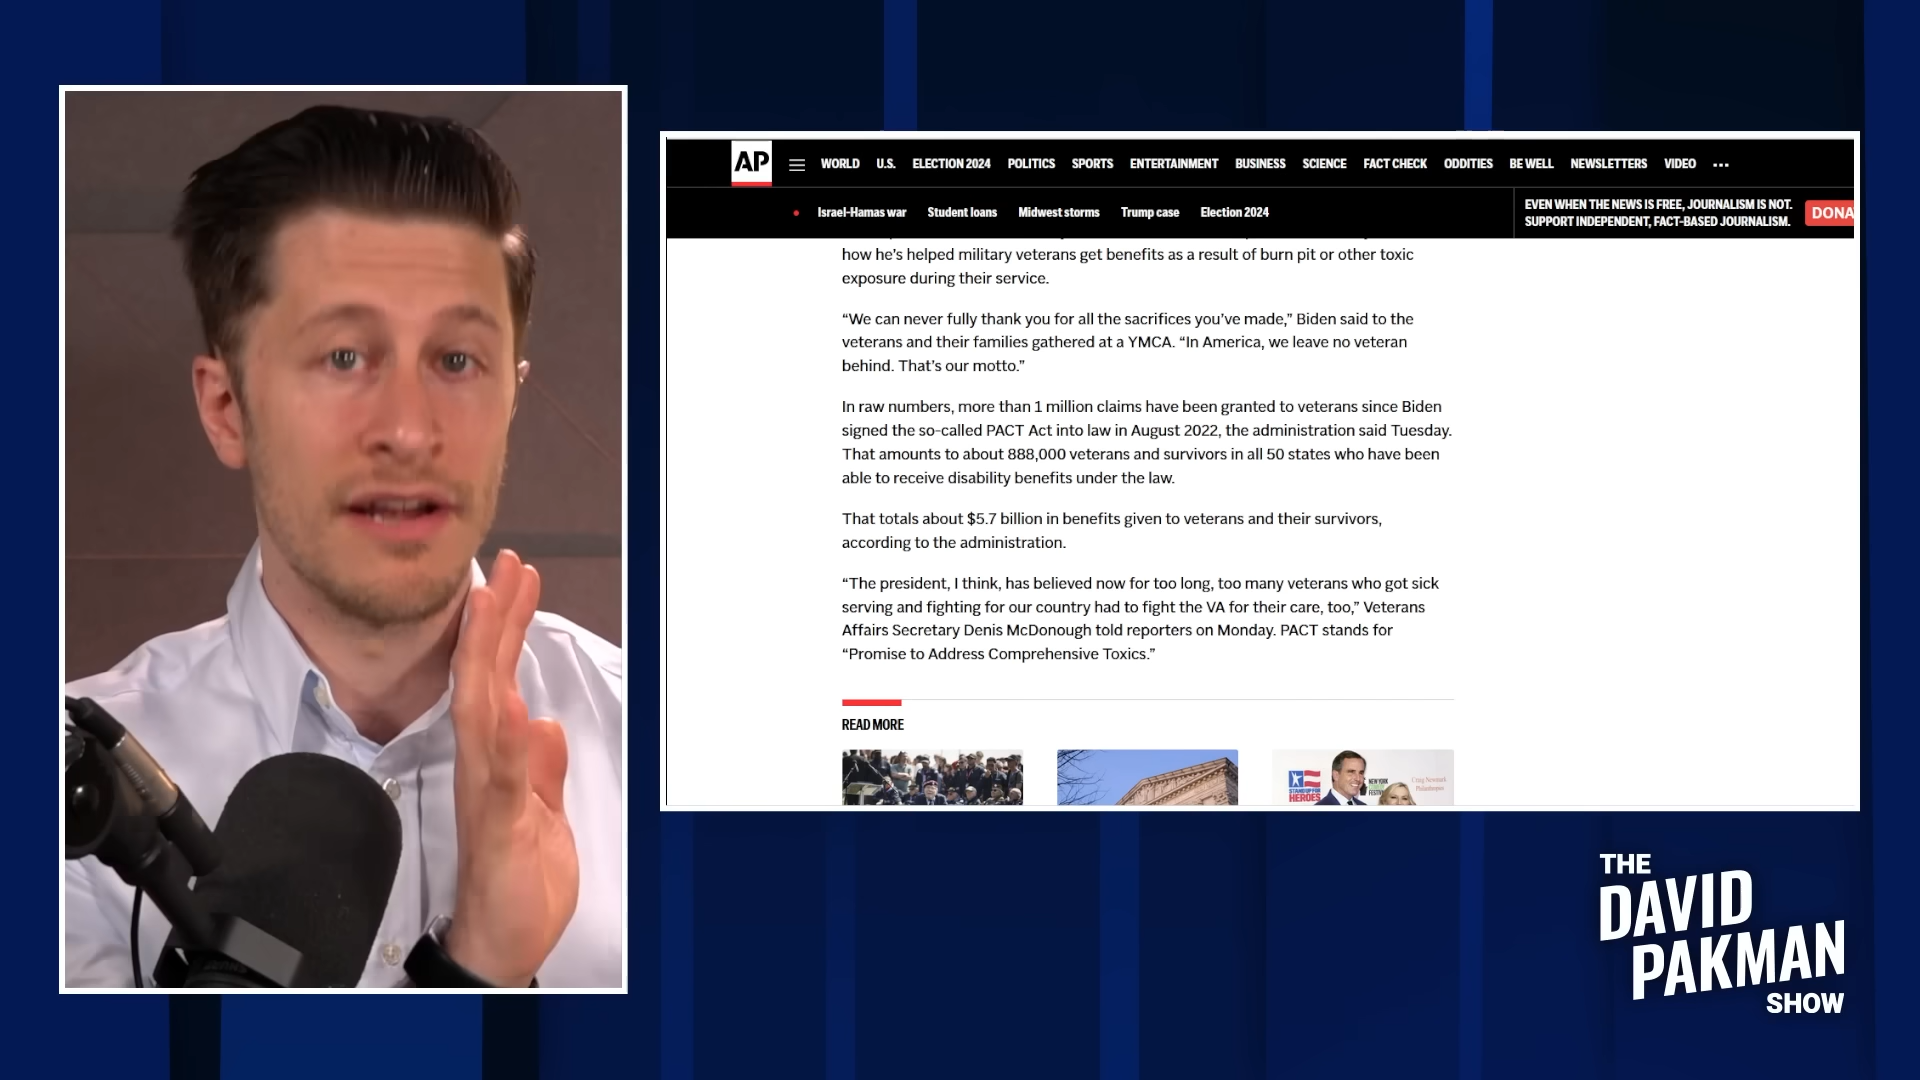 AP
WORLD U.S. ELECTION 2024 POLITICS SPORTS ENTERTAINMENT BUSINESS SCIENCE FACT CHECK ODDITIES BE WELL NEWSLETTERS VIDEO
Israel-Hamas war Student loans Midwest storms Trump case Election 2024
EVEN WHEN THE NEWS IS FREE, JOURNALISM IS NOT.
SUPPORT INDEPENDENT, FACT-BASED JOURNALISM.
DONA
how he’s helped military veterans get benefits as a result of burn pit or other toxic
exposure during their service.
“We can never fully thank you for all the sacrifices you’ve made,” Biden said to the
veterans and their families gathered at a YMCA. “In America, we leave no veteran
behind. That’s our motto.”
In raw numbers, more than 1 million claims have been granted to veterans since Biden
signed the so-called PACT Act into law in August 2022, the administration said Tuesday.
That amounts to about 888,000 veterans and survivors in all 50 states who have been
able to receive disability benefits under the law.
That totals about $5.7 billion in benefits given to veterans and their survivors,
according to the administration.
“The president, I think, has believed now for too long, too many veterans who got sick
serving and fighting for our country had to fight the VA for their care, too,” Veterans
Affairs Secretary Denis McDonough told reporters on Monday. PACT stands for
“Promise to Address Comprehensive Toxics.”
READ MORE
STAND UP FOR
HEROES
NEW YORK
FESTIV
Craig Newmark
Philanthropies
THE
DAVID
PAKMAN
SHOW